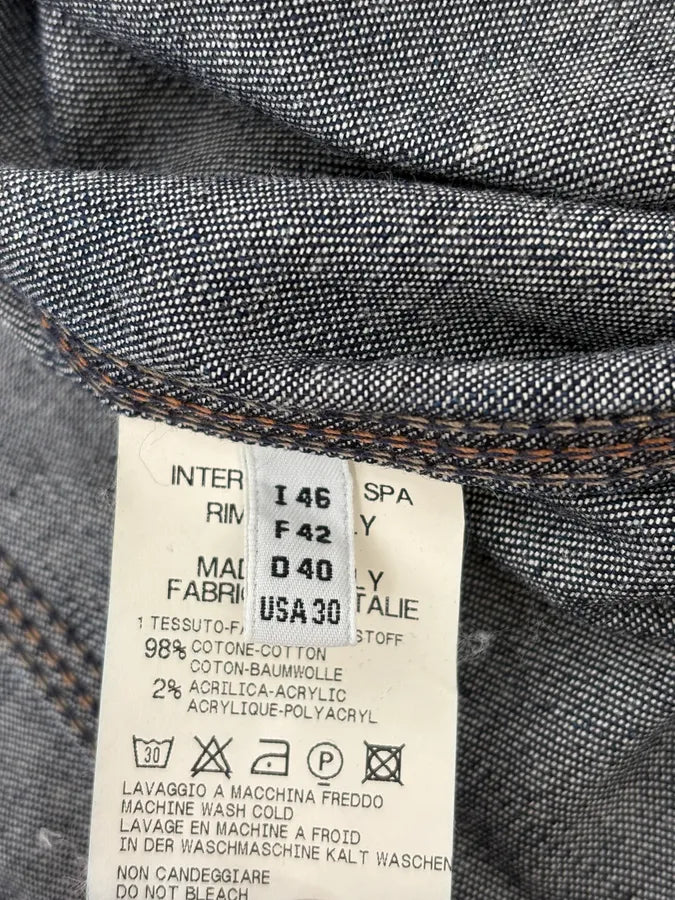 I 46
F 42
D 40
USA 30
INTER SPA
RIM LY
MAD LY
FABRIC ITALIE
1 TESSUTO-FA STOFF
98% COTONE-COTTON
COTON-BAUMWOLLE
2% ACRILICA-ACRYLIC
ACRYLIQUE-POLYACRYL
30 P
LAVAGGIO A MACCHINA FREDDO
MACHINE WASH COLD
LAVAGE EN MACHINE A FROID
IN DER WASCHMASCHINE KALT WASCHEN
NON CANDEGGIARE
DO NOT BLEACH